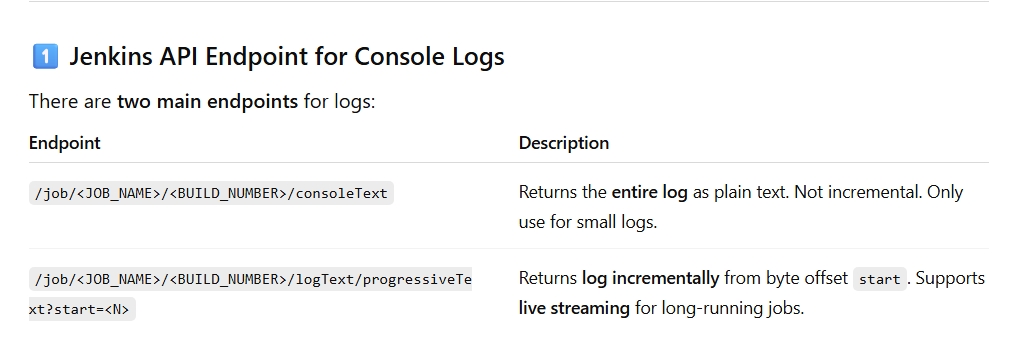 1 Jenkins API Endpoint for Console Logs
There are two main endpoints for logs:
Endpoint Description
/job/<JOB_NAME>/<BUILD_NUMBER>/consoleText Returns the entire log as plain text. Not incremental. Only
use for small logs.
/job/<JOB_NAME>/<BUILD_NUMBER>/logText/progressiveTe Returns log incrementally from byte offset start. Supports
xt?start=<N> live streaming for long-running jobs.